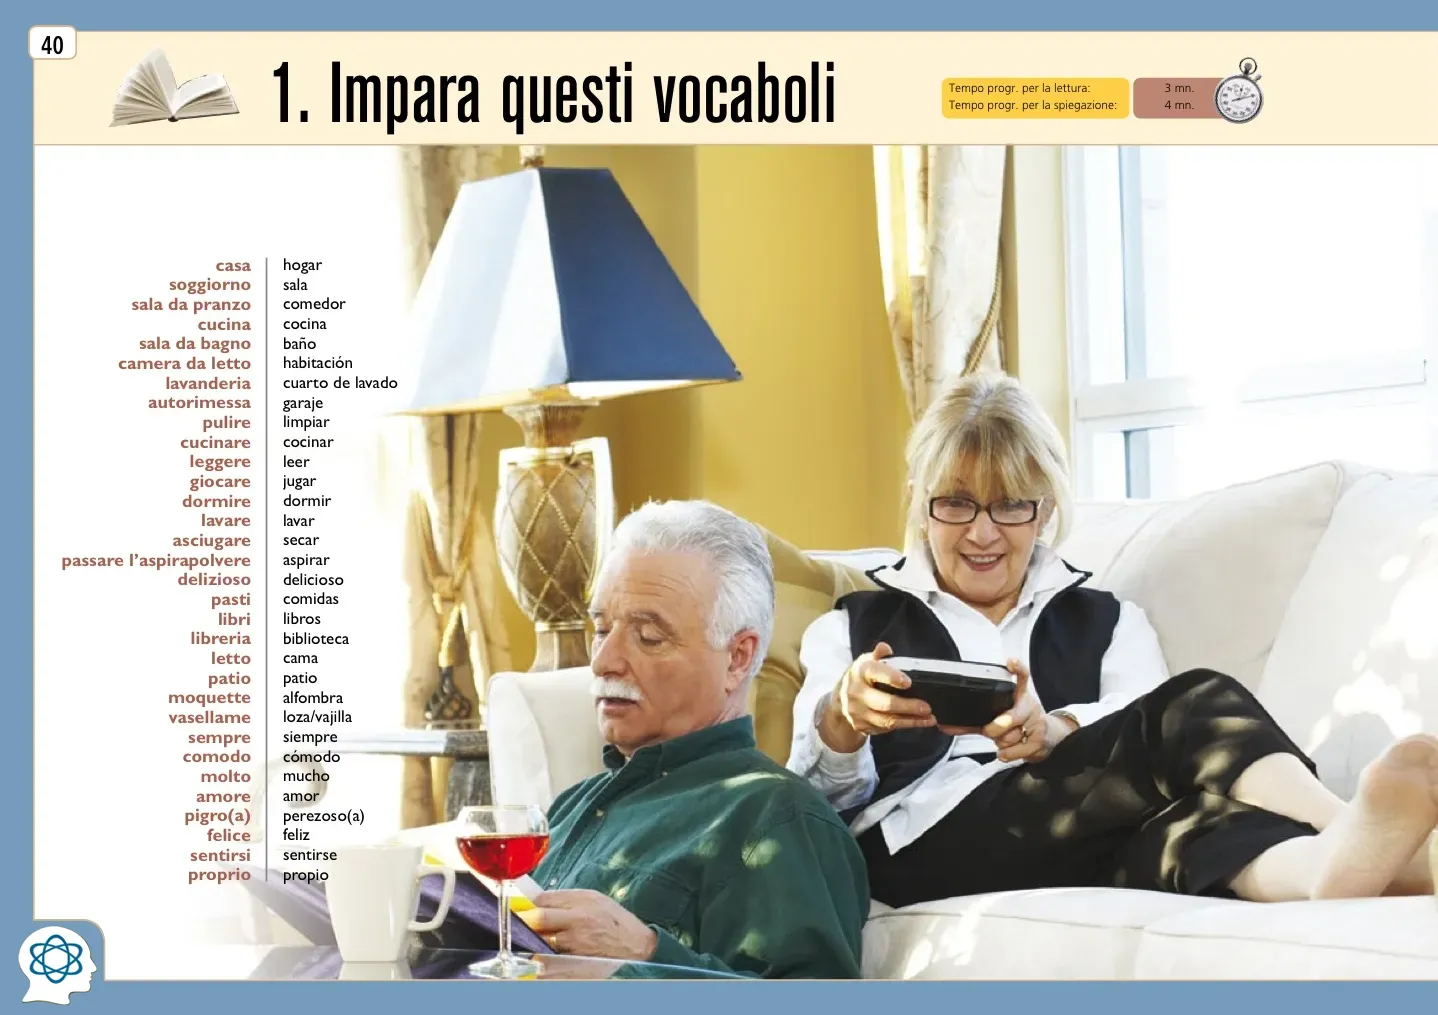 40
1. Impara questi vocaboli
Tempo progr. per la lettura: 3 mn.
Tempo progr. per la spiegazione: 4 mn.
casa hogar
soggiorno sala
sala da pranzo comedor
cucina cocina
sala da bagno baño
camera da letto habitación
lavanderia cuarto de lavado
autorimessa garaje
pulire limpiar
cucinare cocinar
leggere leer
giocare jugar
dormire dormir
lavare lavar
asciugare secar
passare l’aspirapolvere aspirar
delizioso delicioso
pasti comidas
libri libros
libreria biblioteca
letto cama
patio patio
moquette alfombra
vasellame loza/vajilla
sempre siempre
comodo cómodo
molto mucho
amore amor
pigro(a) perezoso(a)
felice feliz
sentirsi sentirse
proprio propio